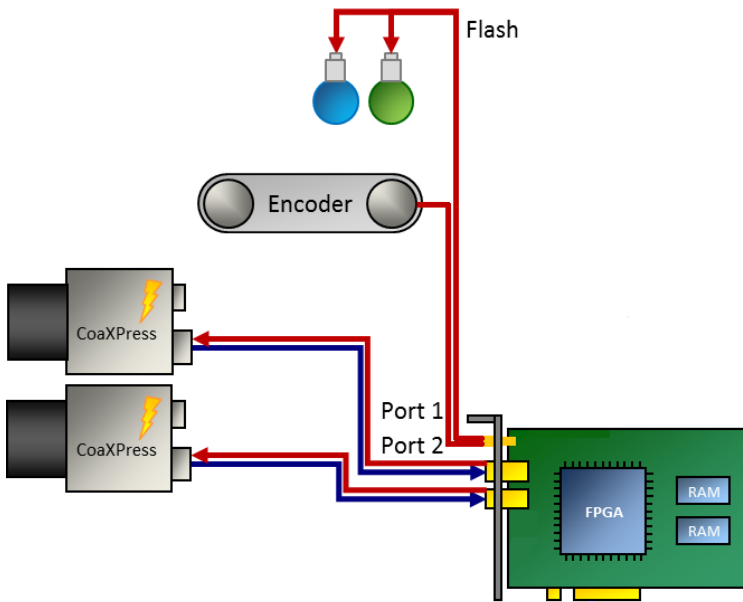 Flash
Encoder
CoaXPress
CoaXPress
Port 1
Port 2
FPGA
RAM
RAM